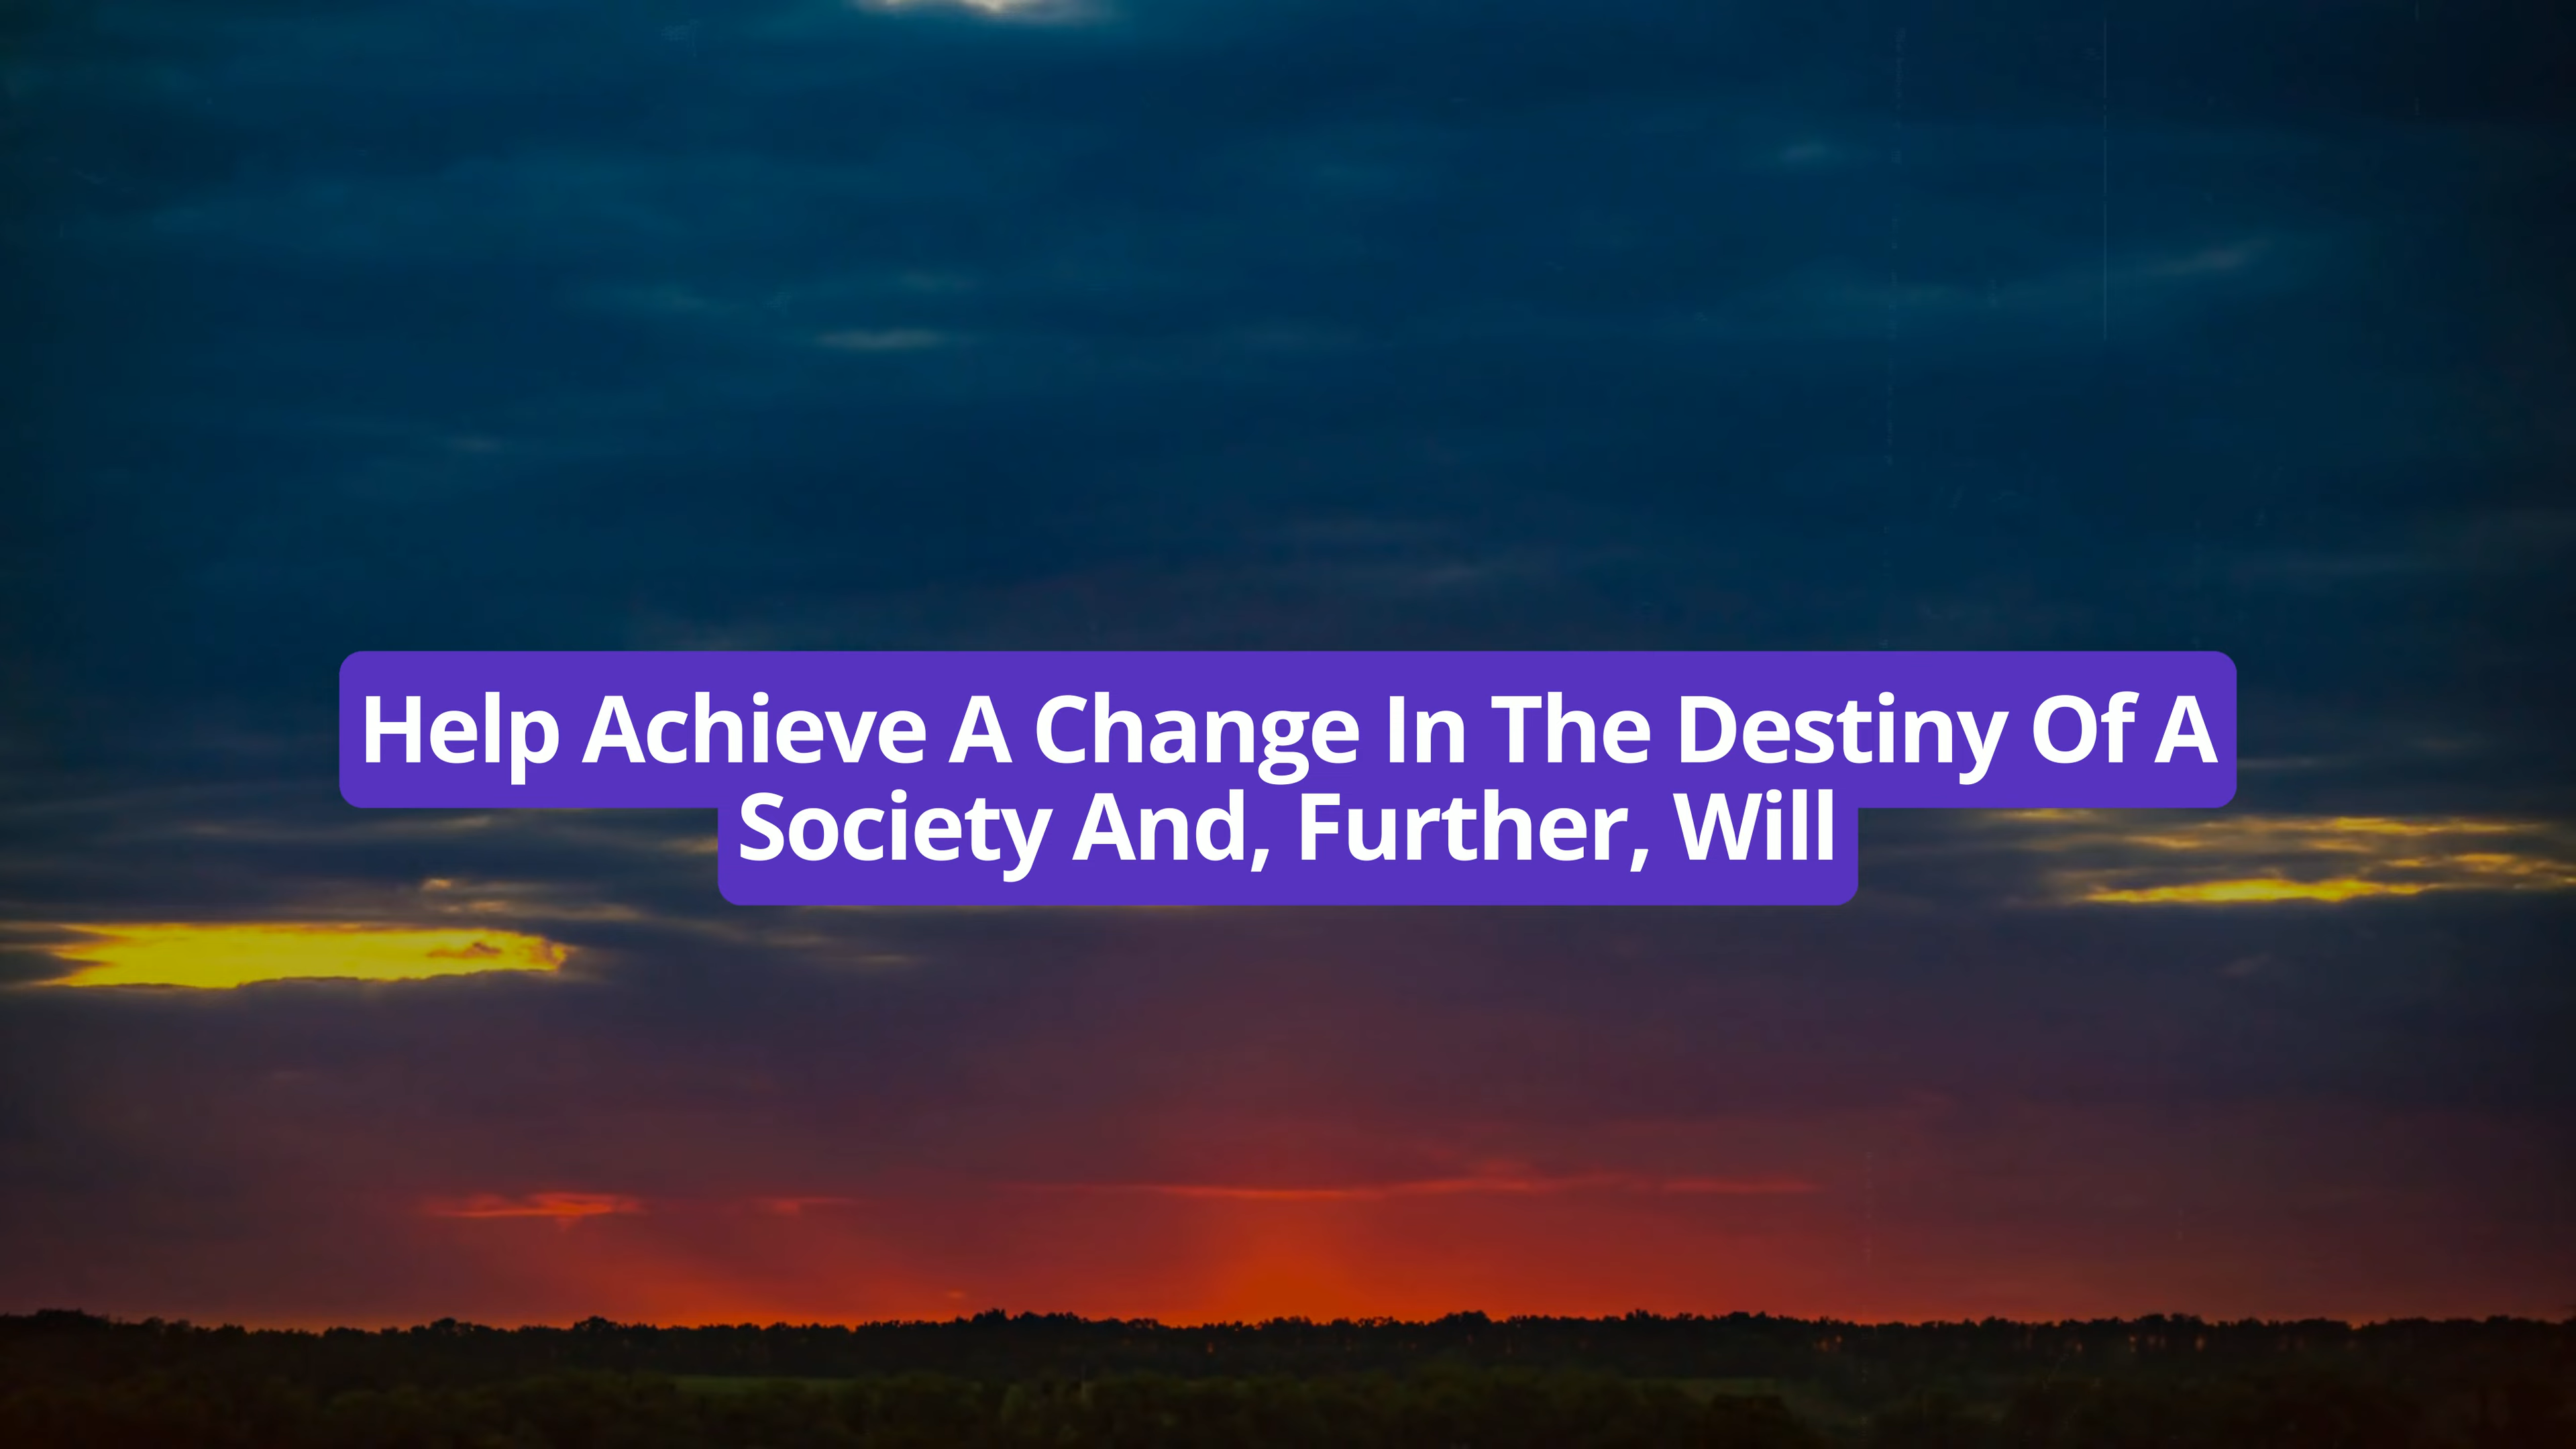 Help Achieve A Change In The Destiny Of A
Society And, Further, Will